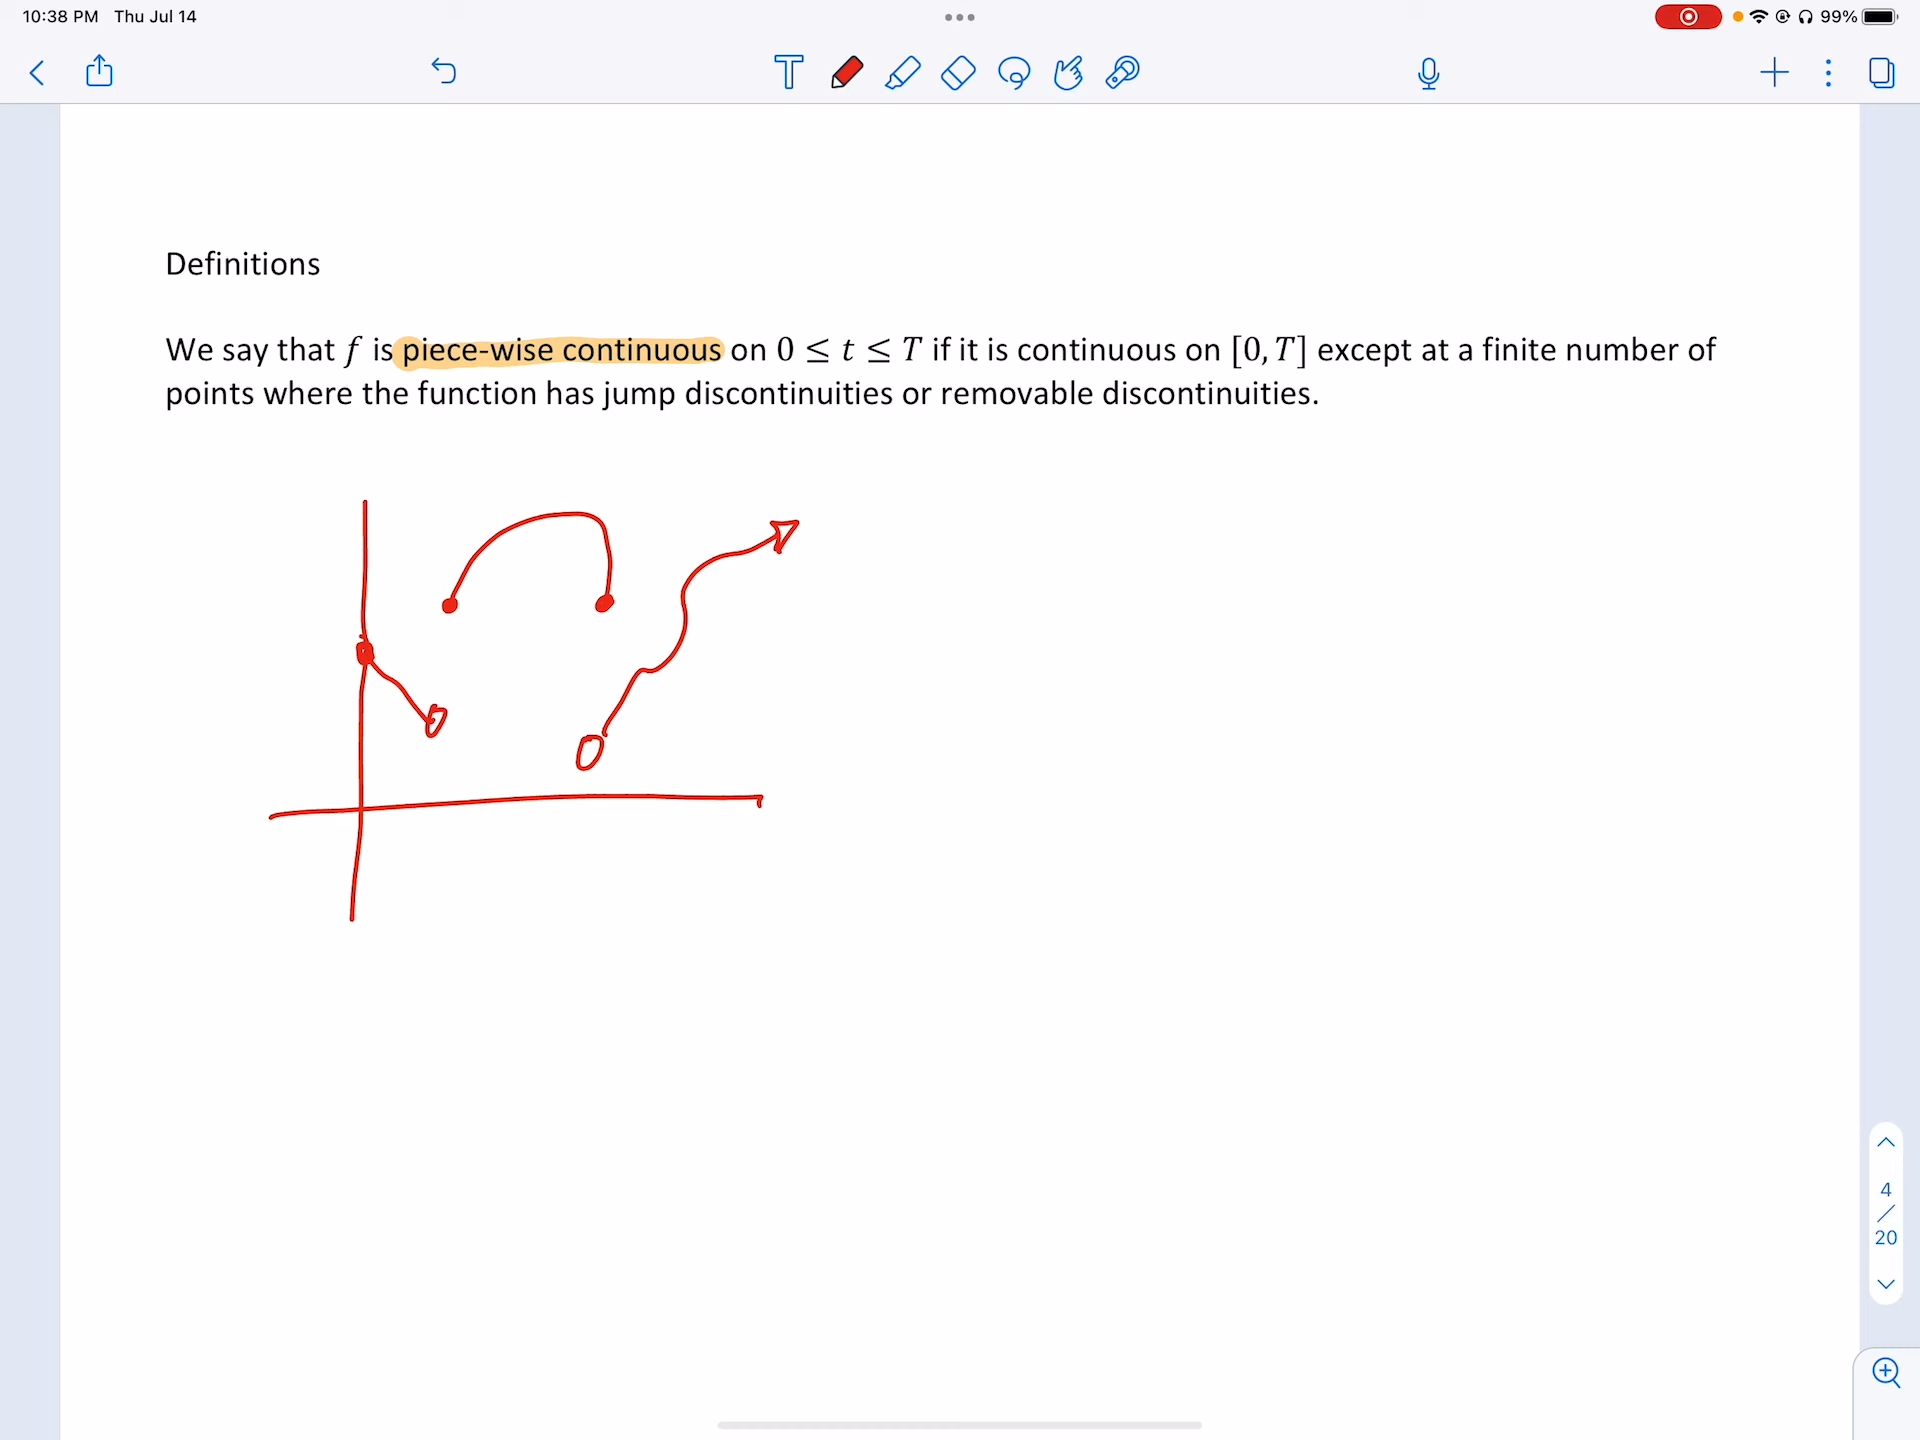 10:38 PM Thu Jul 14
99%
T
Definitions
We say that f is piece-wise continuous on 0 ≤ t ≤ T if it is continuous on [0, T] except at a finite number of
points where the function has jump discontinuities or removable discontinuities.
4
/
20